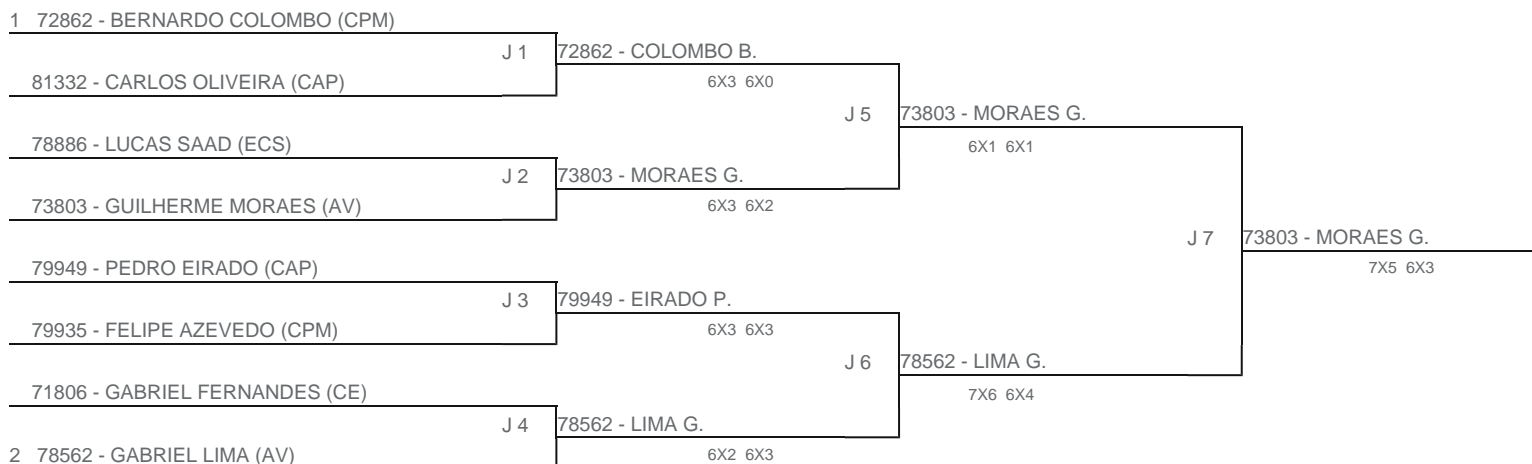 1 72862 - BERNARDO COLOMBO (CPM)
J 1
72862 - COLOMBO B.
81332 - CARLOS OLIVEIRA (CAP)
6X3 6X0
J 5
73803 - MORAES G.
78886 - LUCAS SAAD (ECS)
6X1 6X1
J 2
73803 - MORAES G.
73803 - GUILHERME MORAES (AV)
6X3 6X2
J 7
73803 - MORAES G.
79949 - PEDRO EIRADO (CAP)
7X5 6X3
J 3
79949 - EIRADO P.
79935 - FELIPE AZEVEDO (CPM)
6X3 6X3
J 6
78562 - LIMA G.
71806 - GABRIEL FERNANDES (CE)
7X6 6X4
J 4
78562 - LIMA G.
2 78562 - GABRIEL LIMA (AV)
6X2 6X3